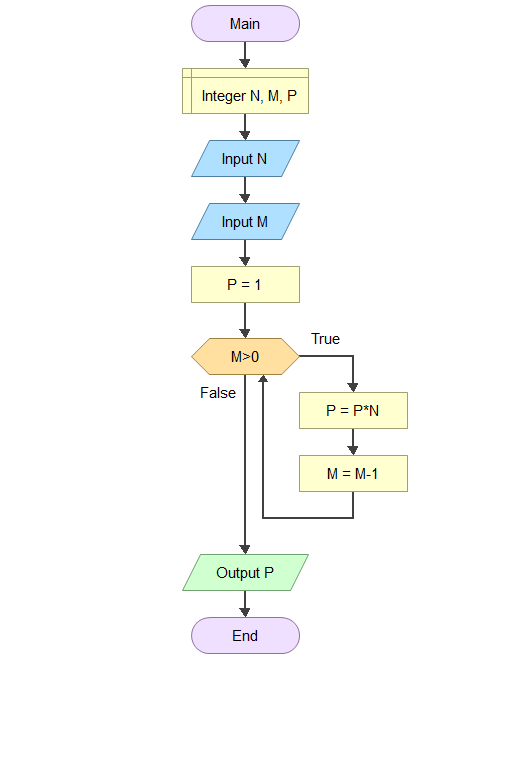 Main
Integer N, M, P
Input N
Input M
P = 1
M>0
True
False
P = P*N
M = M-1
Output P
End